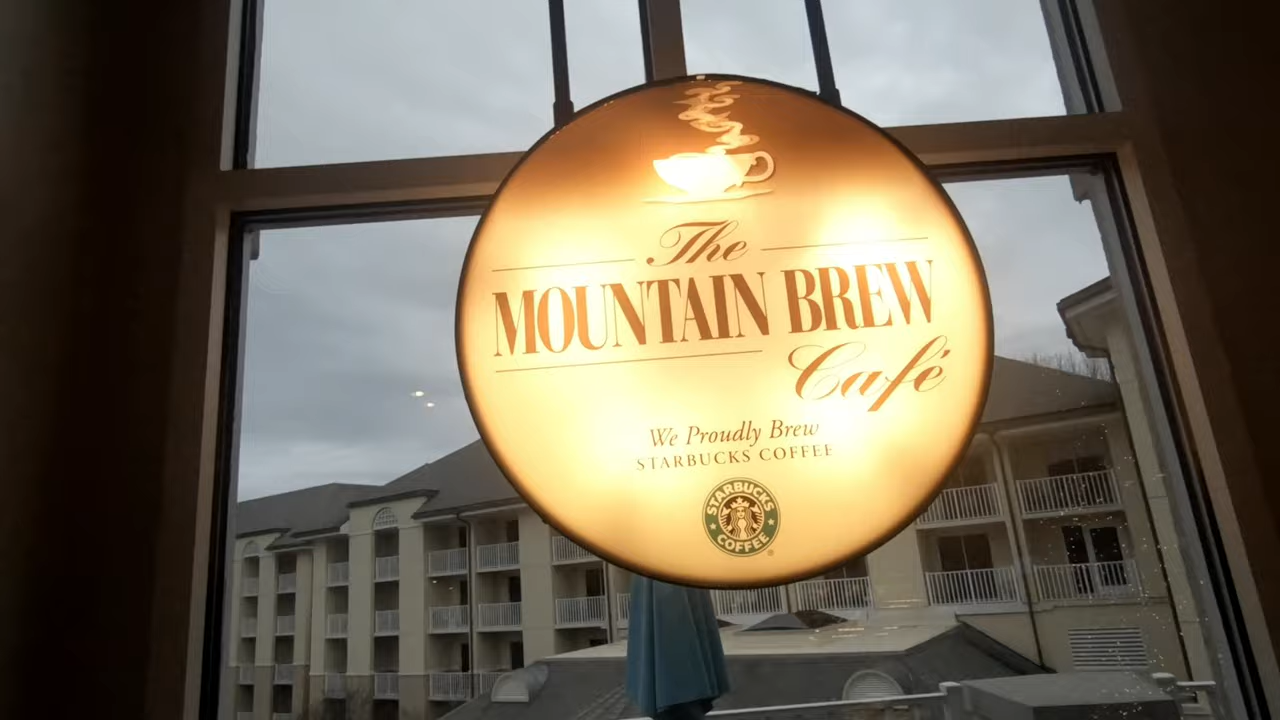 The
MOUNTAIN BREW
Café
We Proudly Brew
STARBUCKS COFFEE
STARBUCKS
COFFEE
®